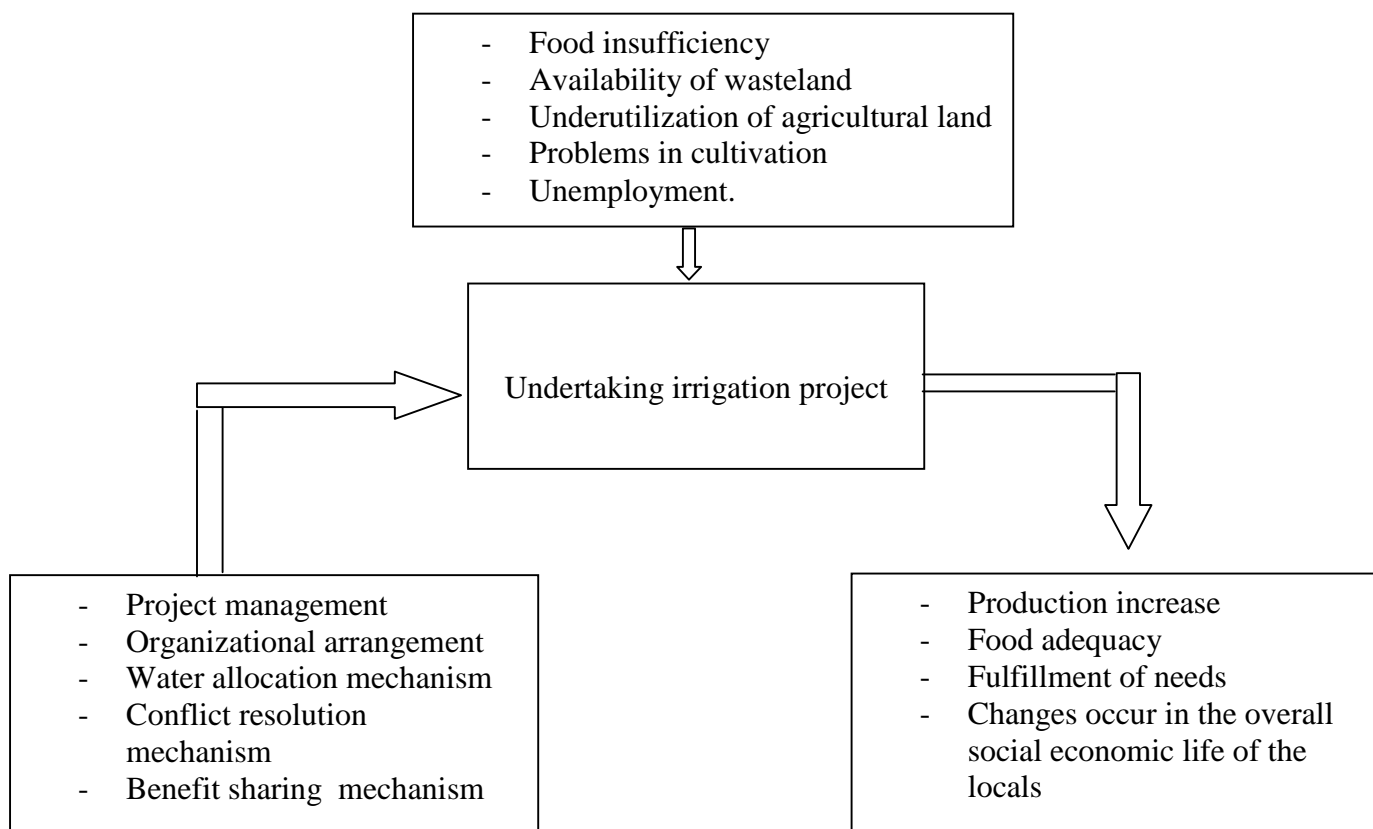 - Food insufficiency
- Availability of wasteland
- Underutilization of agricultural land
- Problems in cultivation
- Unemployment.
Undertaking irrigation project
- Project management
- Organizational arrangement
- Water allocation mechanism
- Conflict resolution
mechanism
- Benefit sharing  mechanism
- Production increase
- Food adequacy
- Fulfillment of needs
- Changes occur in the overall
social economic life of the
locals